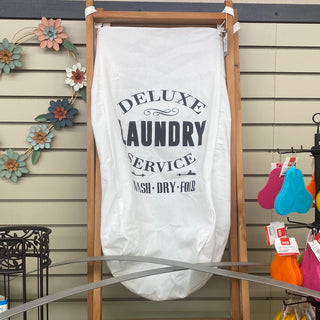 DELUXE
LAUNDRY
SERVICE
WASH · DRY · FOLD